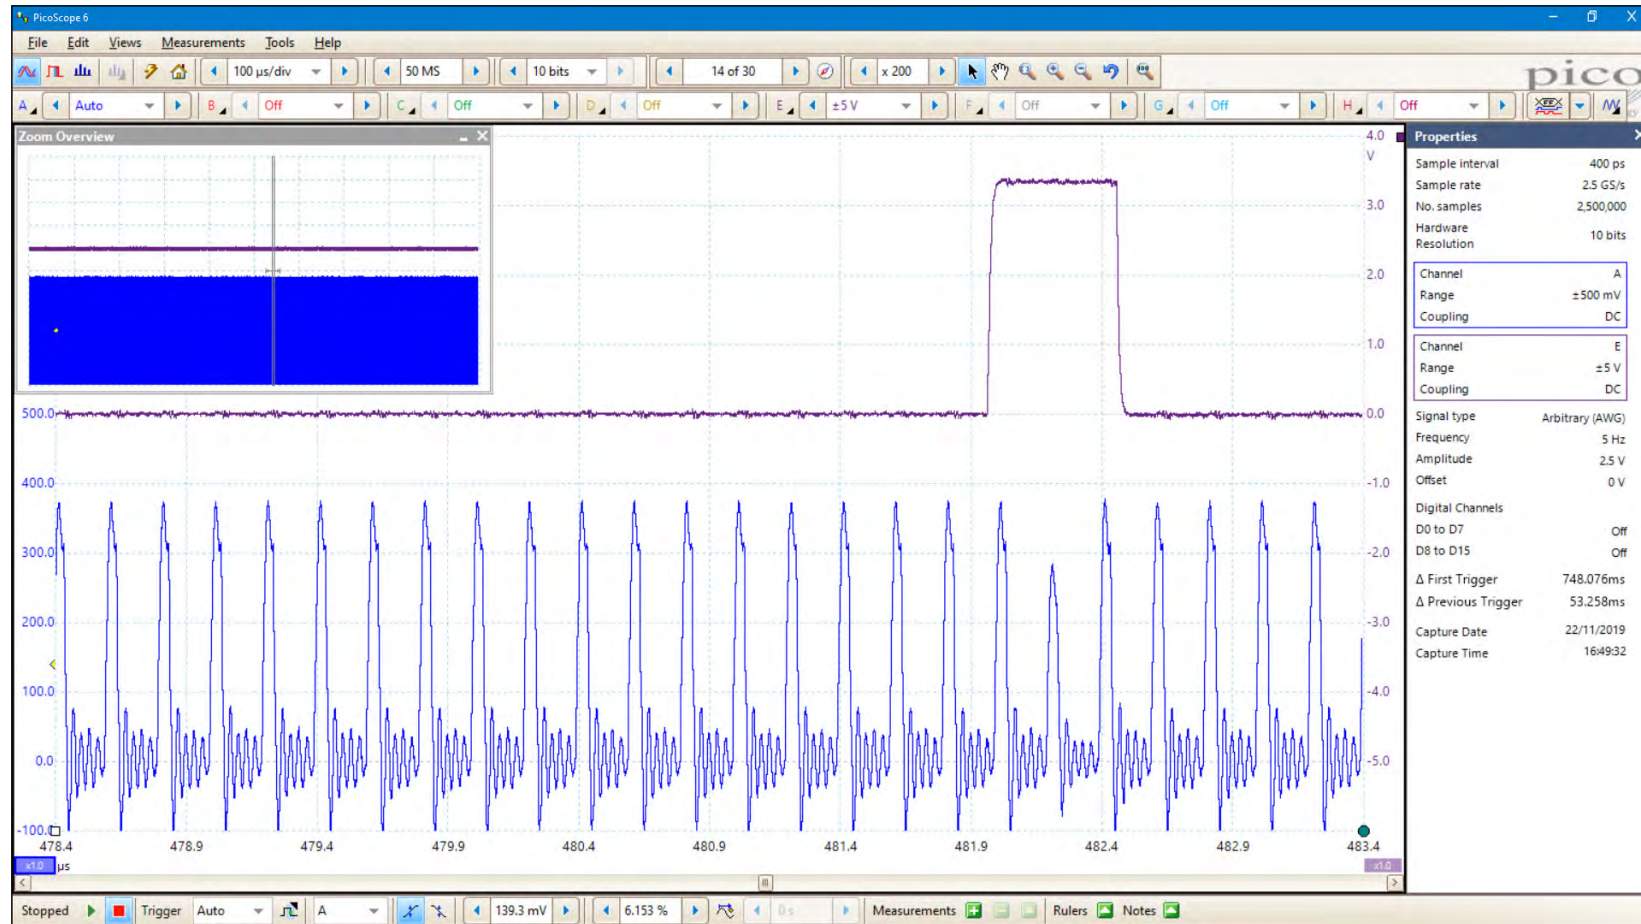 PicoScope 6
File Edit Views Measurements Tools Help
100 µs/div 50 MS 10 bits 14 of 30 x 200
pico
A Auto B Off C Off D Off E ±5 V F Off G Off H Off
Zoom Overview
4.0
V
3.0
2.0
1.0
0.0
-1.0
-2.0
-3.0
-4.0
-5.0
500.0
400.0
300.0
200.0
100.0
0.0
-100.0
478.4 478.9 479.4 479.9 480.4 480.9 481.4 481.9 482.4 482.9 483.4
x1.0 µs x1.0
Properties
Sample interval 400 ps
Sample rate 2.5 GS/s
No. samples 2,500,000
Hardware
Resolution 10 bits
Channel A
Range ±500 mV
Coupling DC
Channel E
Range ±5 V
Coupling DC
Signal type Arbitrary (AWG)
Frequency 5 Hz
Amplitude 2.5 V
Offset 0 V
Digital Channels
D0 to D7 Off
D8 to D15 Off
Δ First Trigger 748.076ms
Δ Previous Trigger 53.258ms
Capture Date 22/11/2019
Capture Time 16:49:32
Stopped Trigger Auto A 139.3 mV 6.153 % 0 s Measurements Rulers Notes